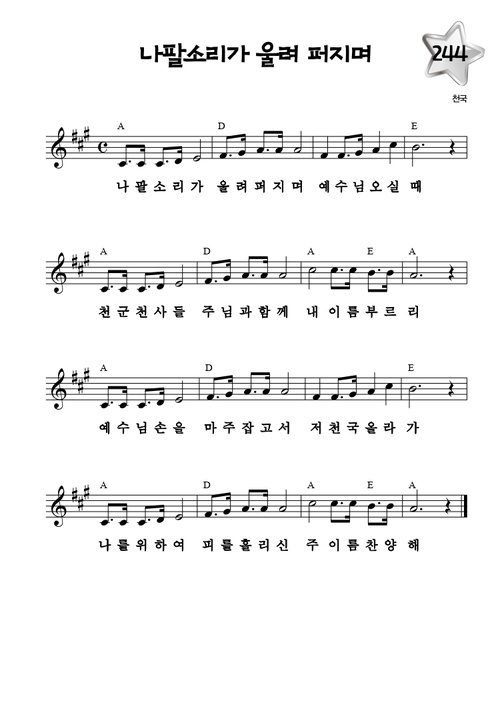 나팔소리가 울려 퍼지며
244
천국
A D E
나 팔 소 리 가 울 려 퍼 지 며 예 수 님 오 실 때
A D A E A
천 군 천 사 들 주 님 과 함 께 내 이 름 부 르 리
A D E
예 수 님 손 을 마 주 잡 고 서 저 천 국 올 라 가
A D A E A
나 를 위 하 여 피 를 흘 리 신 주 이 름 찬 양 해